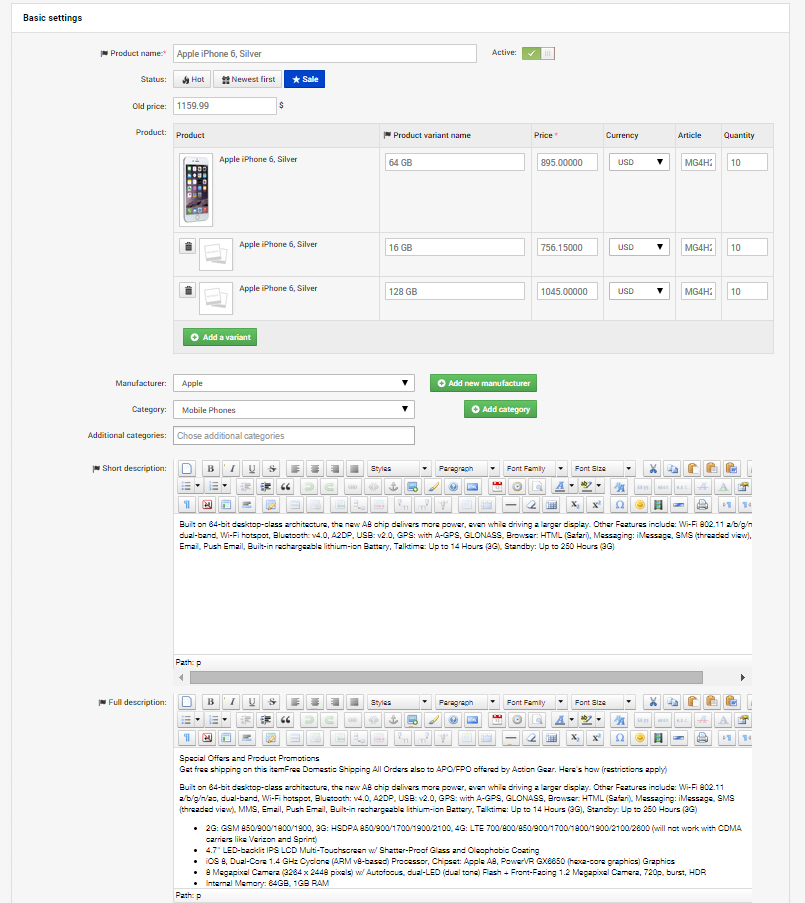 Basic settings
Product name:* Apple iPhone 6, Silver Active:
Status: Hot Newest first Sale
Old price: 1159.99 $
Product: Product Product variant name Price * Currency Article Quantity
Apple iPhone 6, Silver 64 GB 895.00000 USD MG4H2 10
Apple iPhone 6, Silver 16 GB 756.15000 USD MG4H2 10
Apple iPhone 6, Silver 128 GB 1045.00000 USD MG4H2 10
Add a variant
Manufacturer: Apple Add new manufacturer
Category: Mobile Phones Add category
Additional categories: Chose additional categories
Short description: B I U S Styles Paragraph Font Family Font Size
Built on 64-bit desktop-class architecture, the new A8 chip delivers more power, even while driving a larger display. Other Features include: Wi-Fi 802.11 a/b/g/n
dual-band, Wi-Fi hotspot, Bluetooth: v4.0, A2DP, USB: v2.0, GPS: with A-GPS, GLONASS, Browser: HTML (Safari), Messaging: iMessage, SMS (threaded view),
Email, Push Email, Built-in rechargeable lithium-ion Battery, Talktime: Up to 14 Hours (3G), Standby: Up to 250 Hours (3G)
Path: p
Full description: B I U S Styles Paragraph Font Family Font Size
Special Offers and Product Promotions
Get free shipping on this itemFree Domestic Shipping All Orders also to APO/FPO offered by Action Gear. Here's how (restrictions apply)
Built on 64-bit desktop-class architecture, the new A8 chip delivers more power, even while driving a larger display. Other Features include: Wi-Fi 802.11
a/b/g/n/ac, dual-band, Wi-Fi hotspot, Bluetooth: v4.0, A2DP, USB: v2.0, GPS: with A-GPS, GLONASS, Browser: HTML (Safari), Messaging: iMessage, SMS
(threaded view), MMS, Email, Push Email, Built-in rechargeable lithium-ion Battery, Talktime: Up to 14 Hours (3G), Standby: Up to 250 Hours (3G)
• 2G: GSM 850/900/1800/1900, 3G: HSDPA 850/900/1700/1900/2100, 4G: LTE 700/800/850/900/1700/1800/1900/2100/2600 (will not work with CDMA
carriers like Verizon and Sprint)
• 4.7" LED-backlit IPS LCD Multi-Touchscreen w/ Shatter-Proof Glass and Oleophobic Coating
• iOS 8, Dual-Core 1.4 GHz Cyclone (ARM v8-based) Processor, Chipset: Apple A8, PowerVR GX6650 (hexa-core graphics) Graphics
• 8 Megapixel Camera (3264 x 2448 pixels) w/ Autofocus, dual-LED (dual tone) Flash + Front-Facing 1.2 Megapixel Camera, 720p, burst, HDR
• Internal Memory: 64GB, 1GB RAM
Path: p